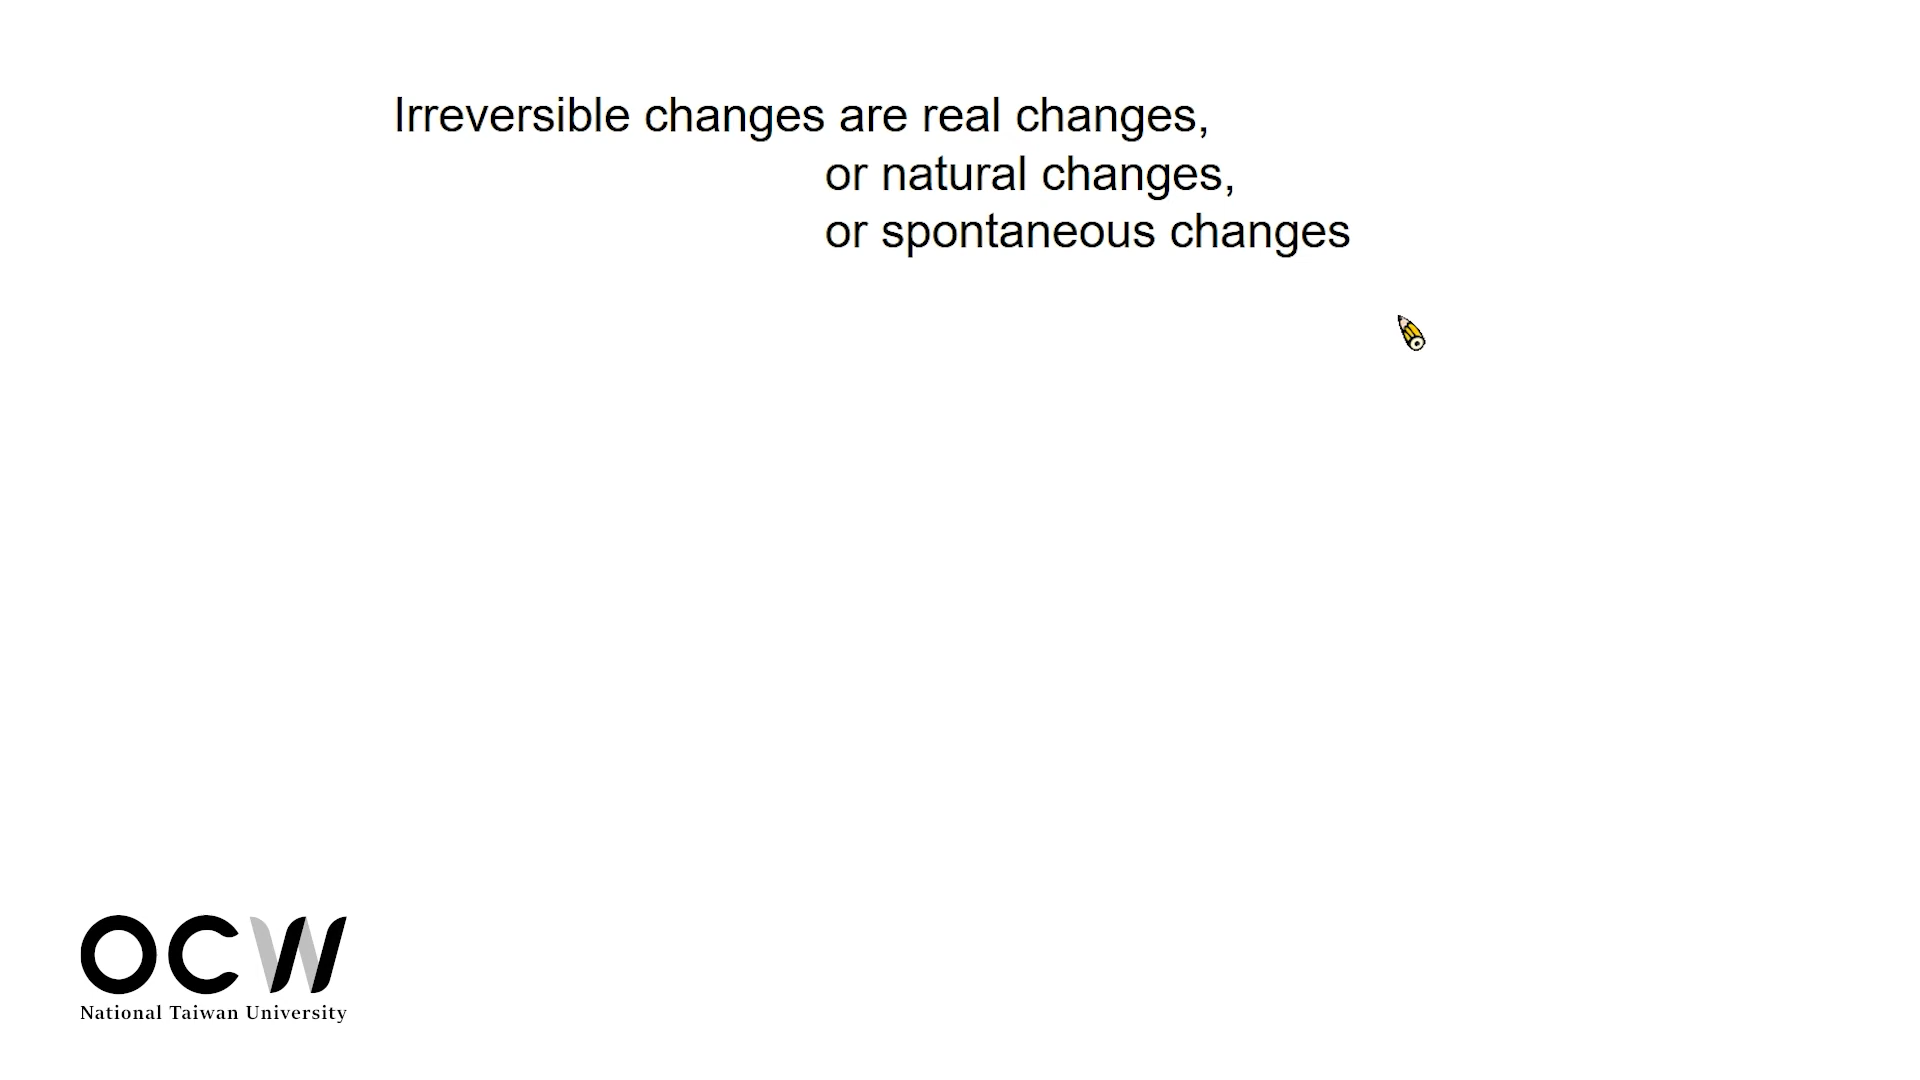 Irreversible changes are real changes,
or natural changes,
or spontaneous changes
OCW
National Taiwan University